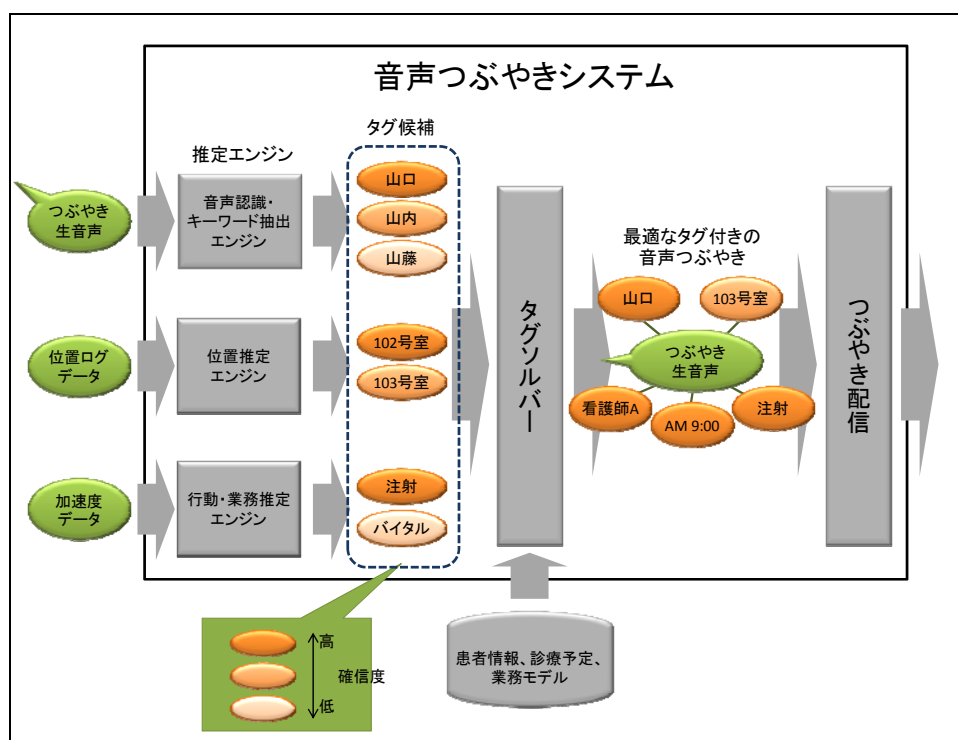 音声つぶやきシステム
タグ候補
推定エンジン
つぶやき
生音声
音声認識・
キーワード抽出
エンジン
山口
山内
山藤
位置ログ
データ
位置推定
エンジン
102号室
103号室
加速度
データ
行動・業務推定
エンジン
注射
バイタル
タグソルバー
最適なタグ付きの
音声つぶやき
山口
103号室
つぶやき
生音声
看護師A
AM 9:00
注射
つぶやき配信
高
確信度
低
患者情報、診療予定、
業務モデル